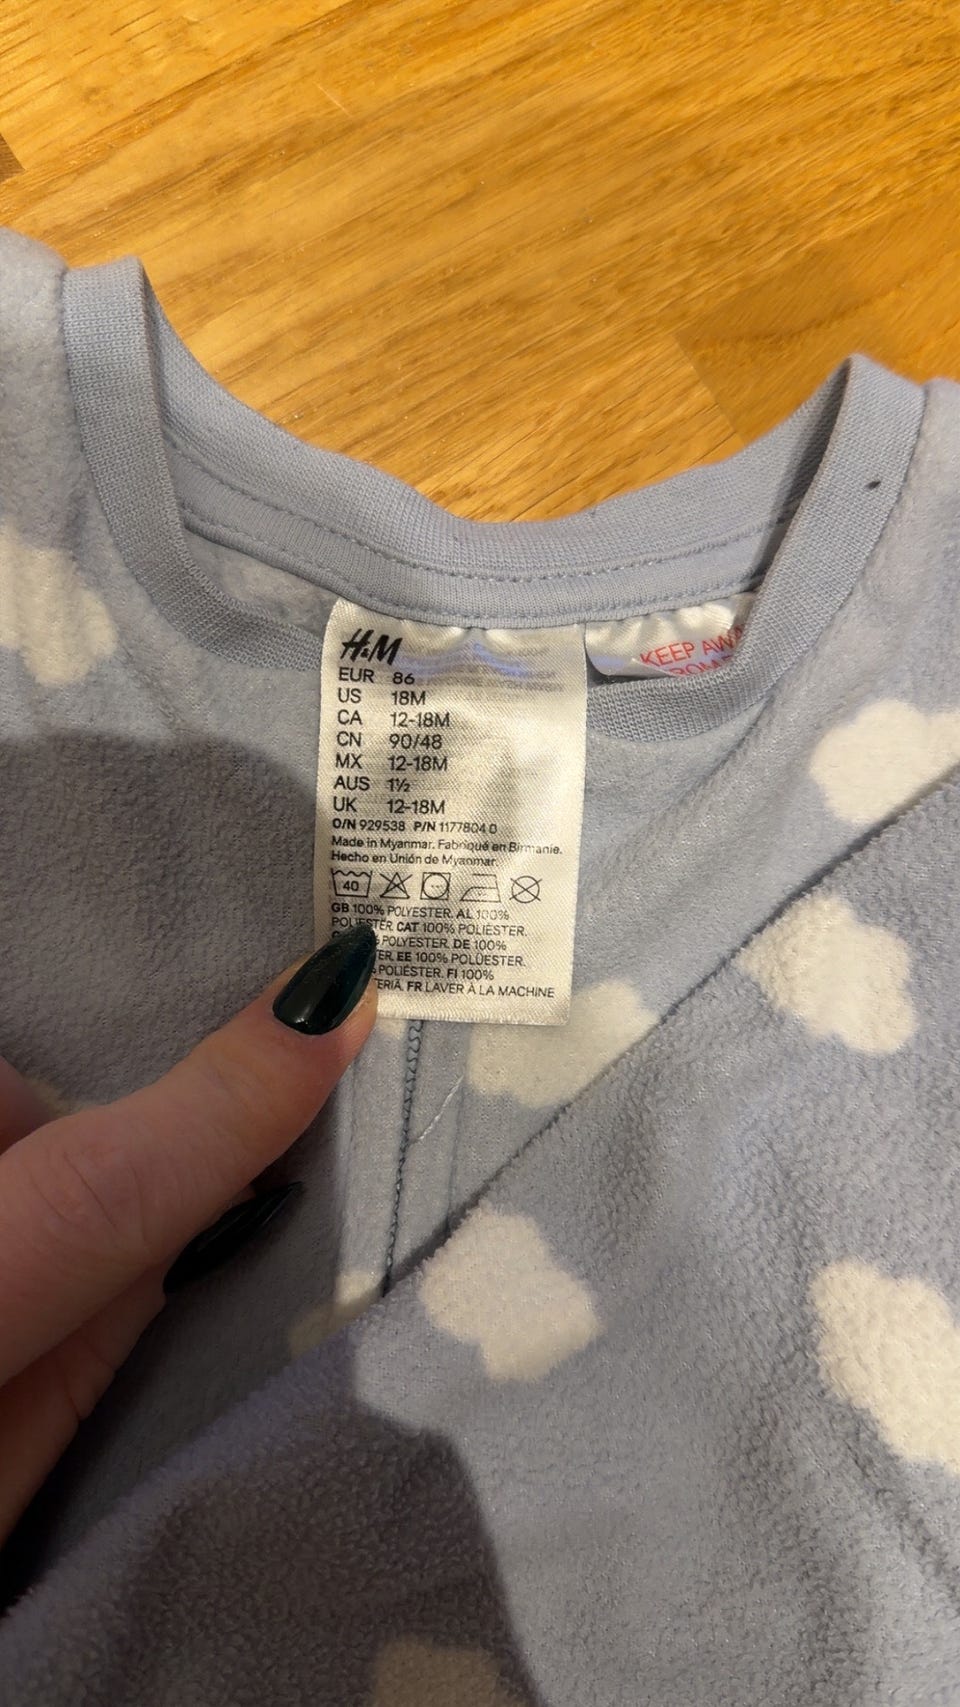 H&M
EUR 86
US 18M
CA 12-18M
CN 90/48
MX 12-18M
AUS 1½
UK 12-18M
O/N 929538 P/N 1177804 0
Made in Myanmar. Fabriqué en Birmanie.
Hecho en Unión de Myanmar.
40
GB 100% POLYESTER. AL 100%
POLIESTËR. CAT 100% POLIÈSTER.
POLYESTER. DE 100%
EE 100% POLÜESTER.
POLIÉSTER. FI 100%
FR LAVER À LA MACHINE
KEEP AWAY
FROM